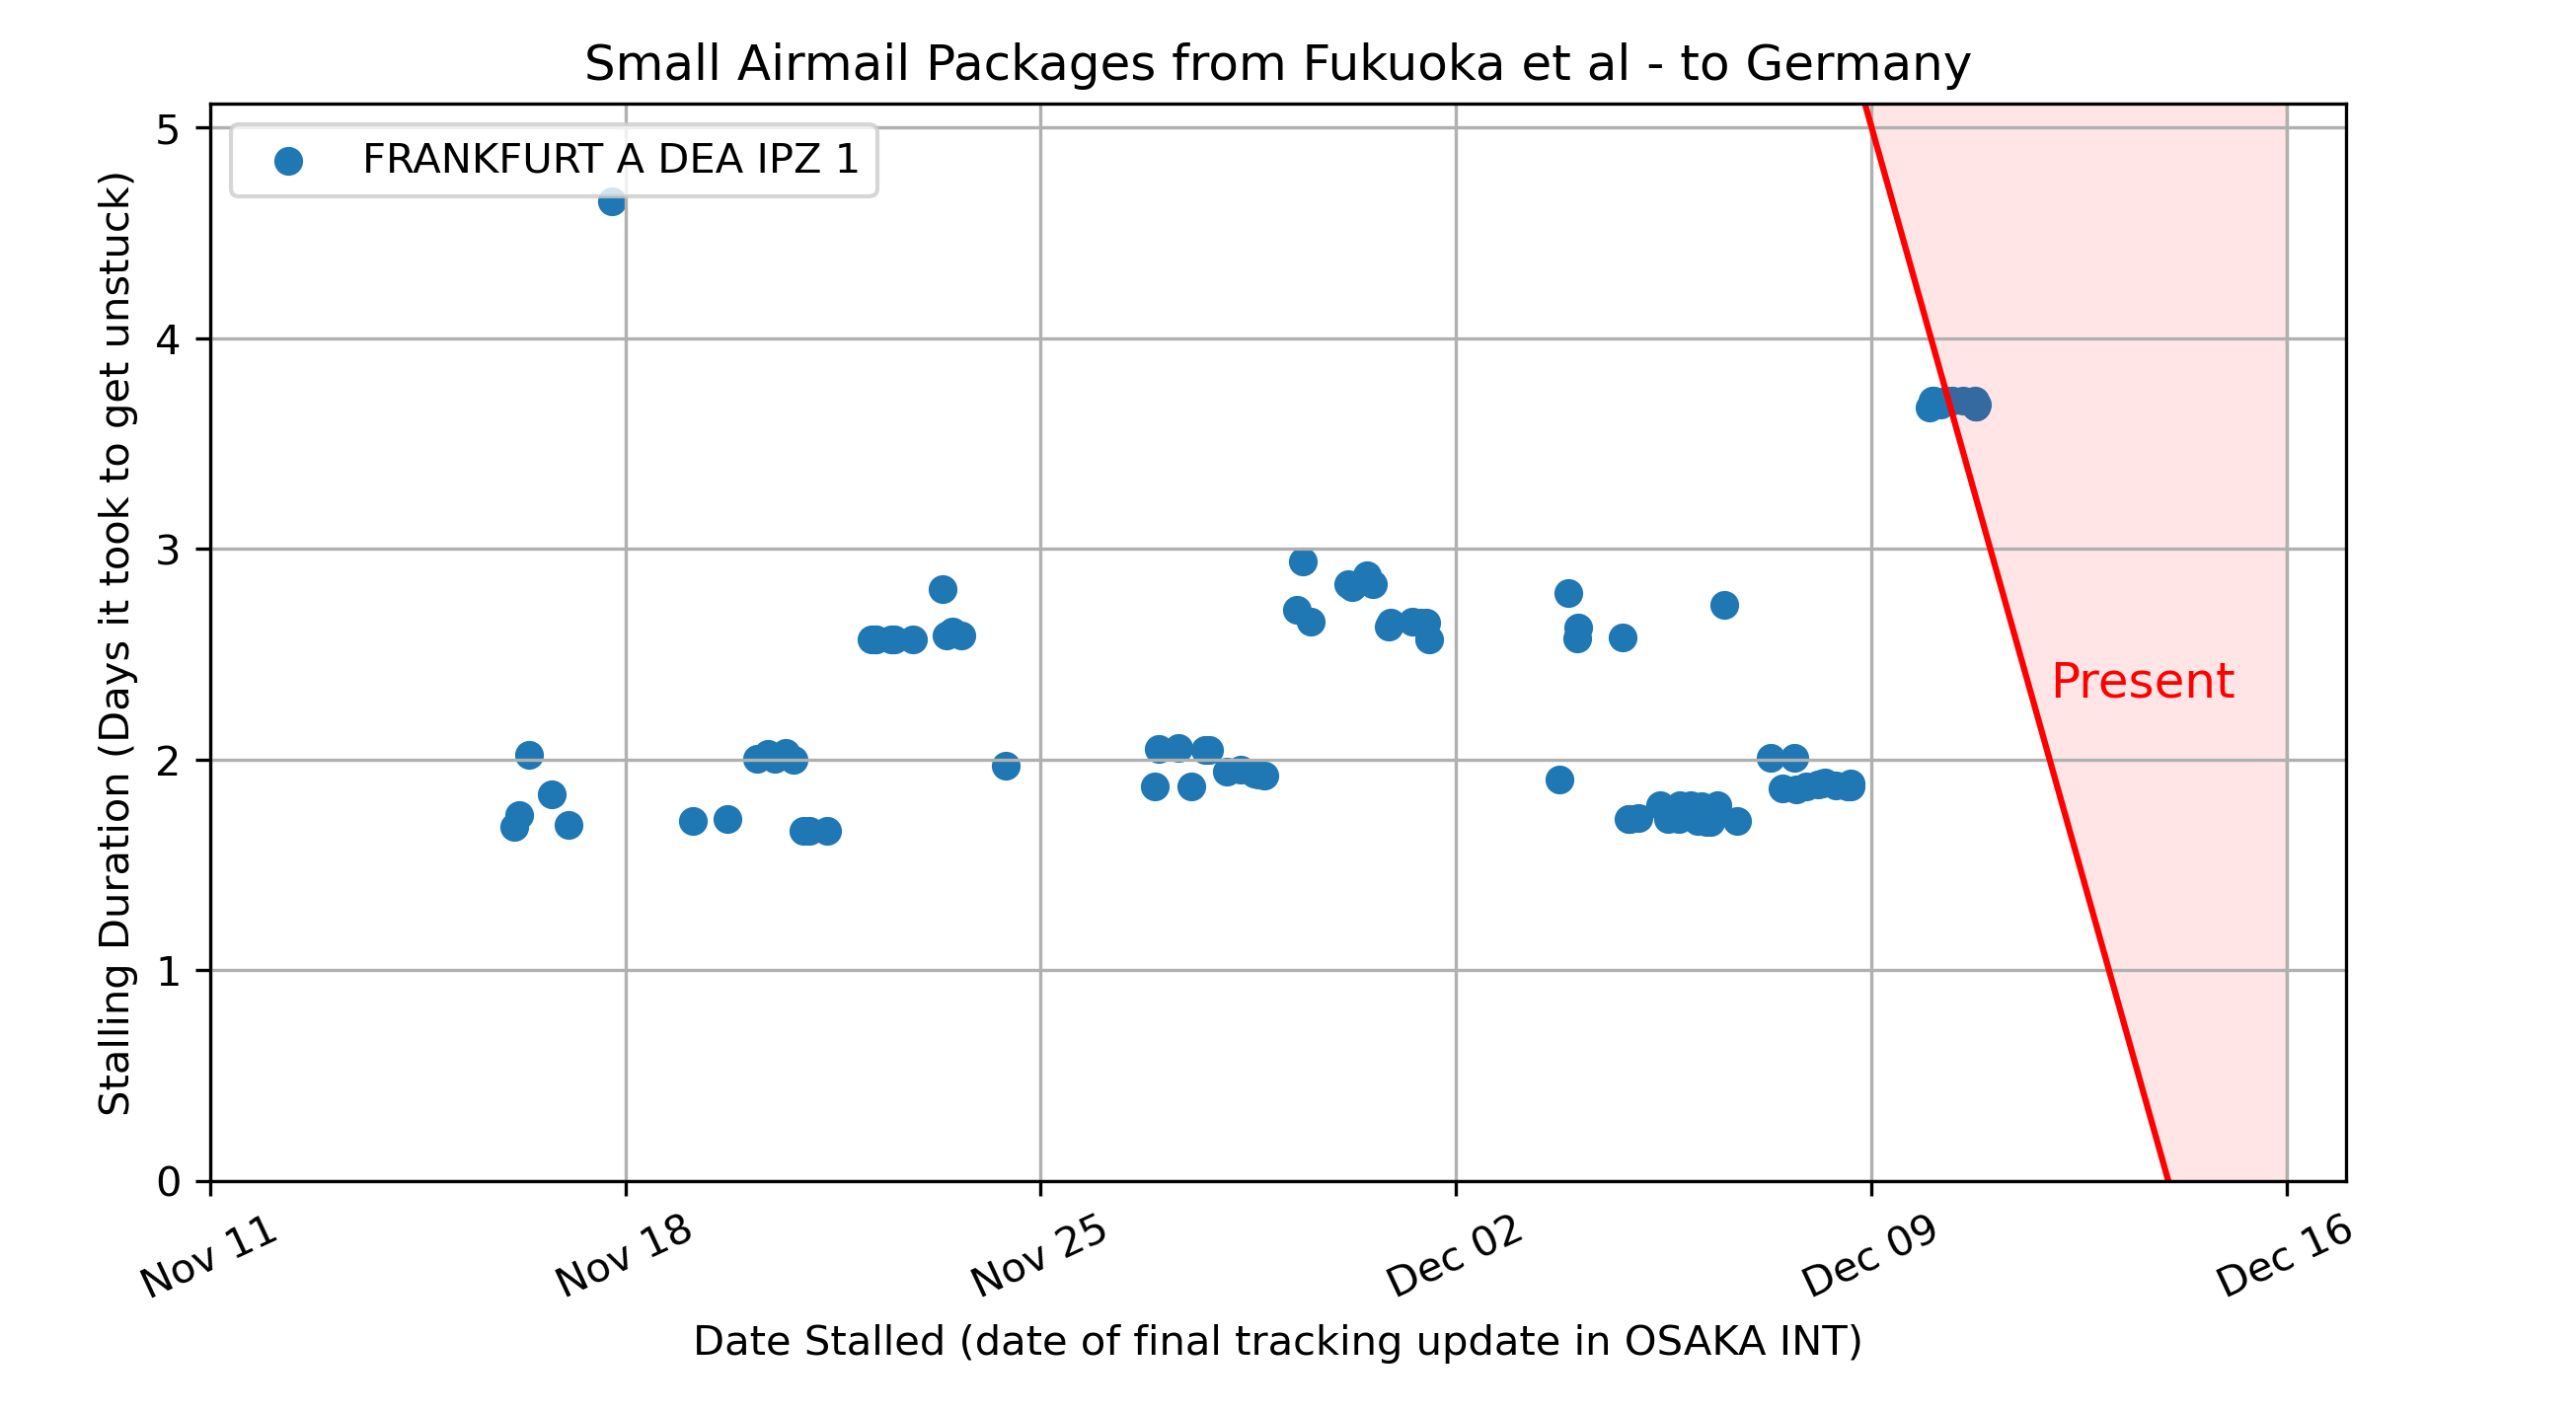 Small Airmail Packages from Fukuoka et al - to Germany
FRANKFURT A DEA IPZ 1
Stalling Duration (Days it took to get unstuck)
5
4
3
2
1
0
Present
Nov 11
Nov 18
Nov 25
Dec 02
Dec 09
Dec 16
Date Stalled (date of final tracking update in OSAKA INT)